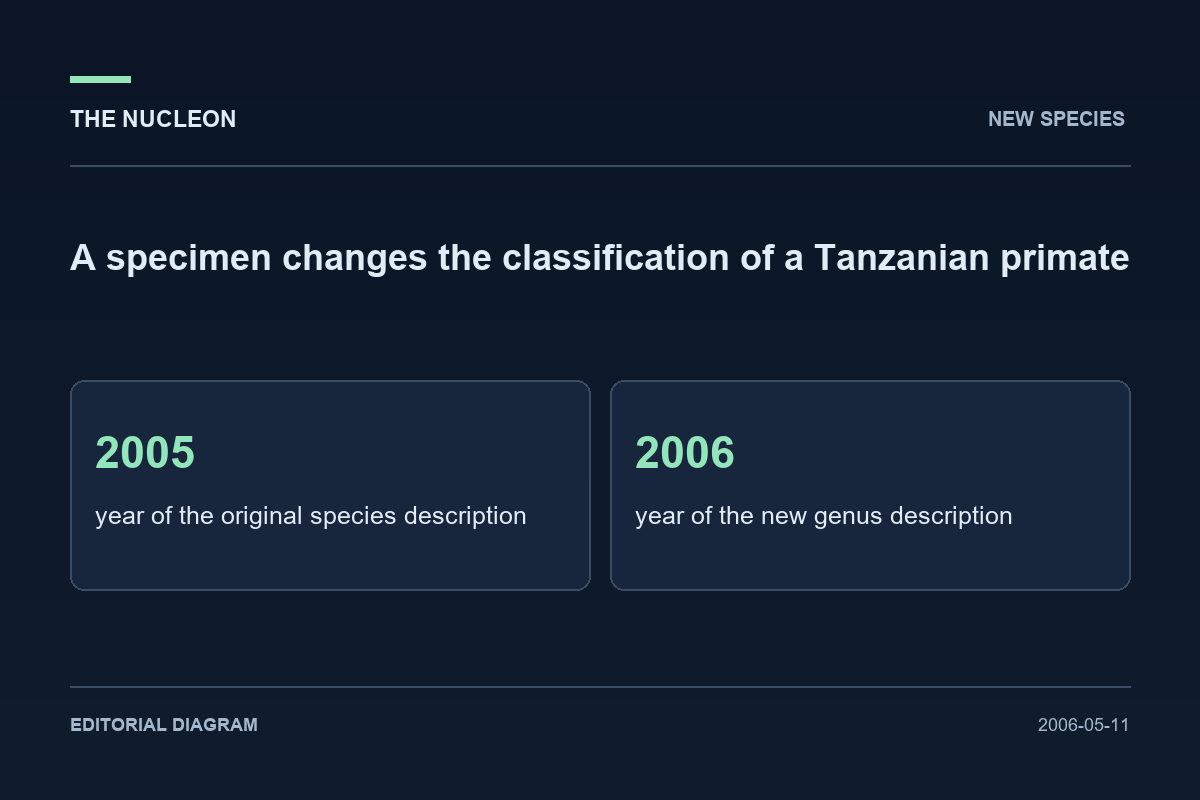 THE NUCLEON
NEW SPECIES
A specimen changes the classification of a Tanzanian primate
2005
year of the original species description
2006
year of the new genus description
EDITORIAL DIAGRAM
2006-05-11